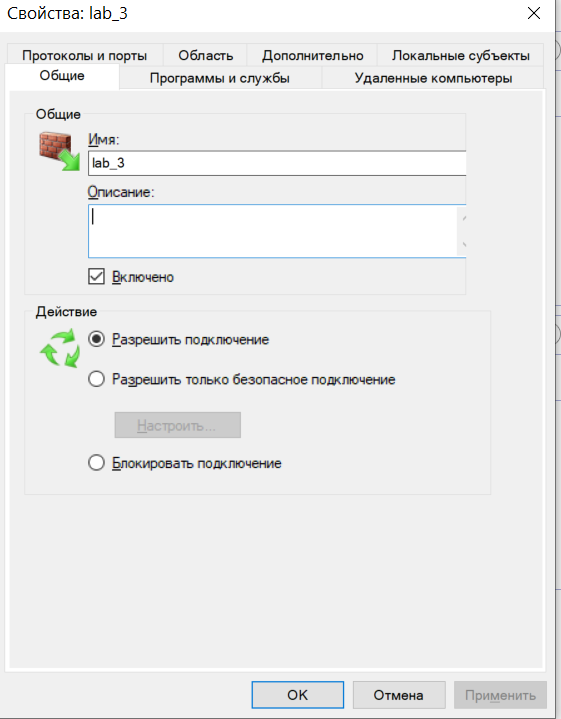 Свойства: lab_3
Протоколы и порты Область Дополнительно Локальные субъекты
Общие Программы и службы Удаленные компьютеры
Общие
Имя:
lab_3
Описание:
Включено
Действие
Разрешить подключение
Разрешить только безопасное подключение
Настроить...
Блокировать подключение
OK Отмена Применить